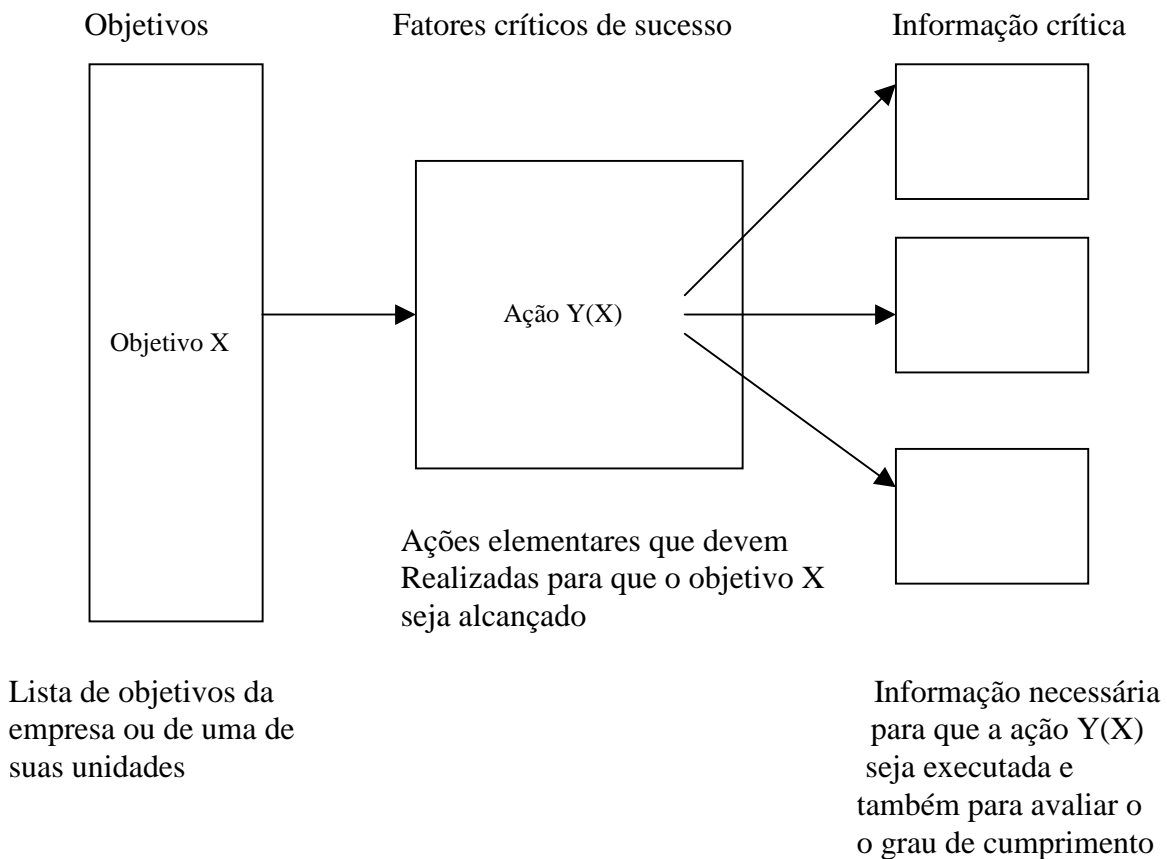 Objetivos
Fatores críticos de sucesso
Informação crítica
Objetivo X
Ação Y(X)
Ações elementares que devem
Realizadas para que o objetivo X
seja alcançado
Lista de objetivos da
empresa ou de uma de
suas unidades
Informação necessária
para que a ação Y(X)
seja executada e
também para avaliar o
o grau de cumprimento